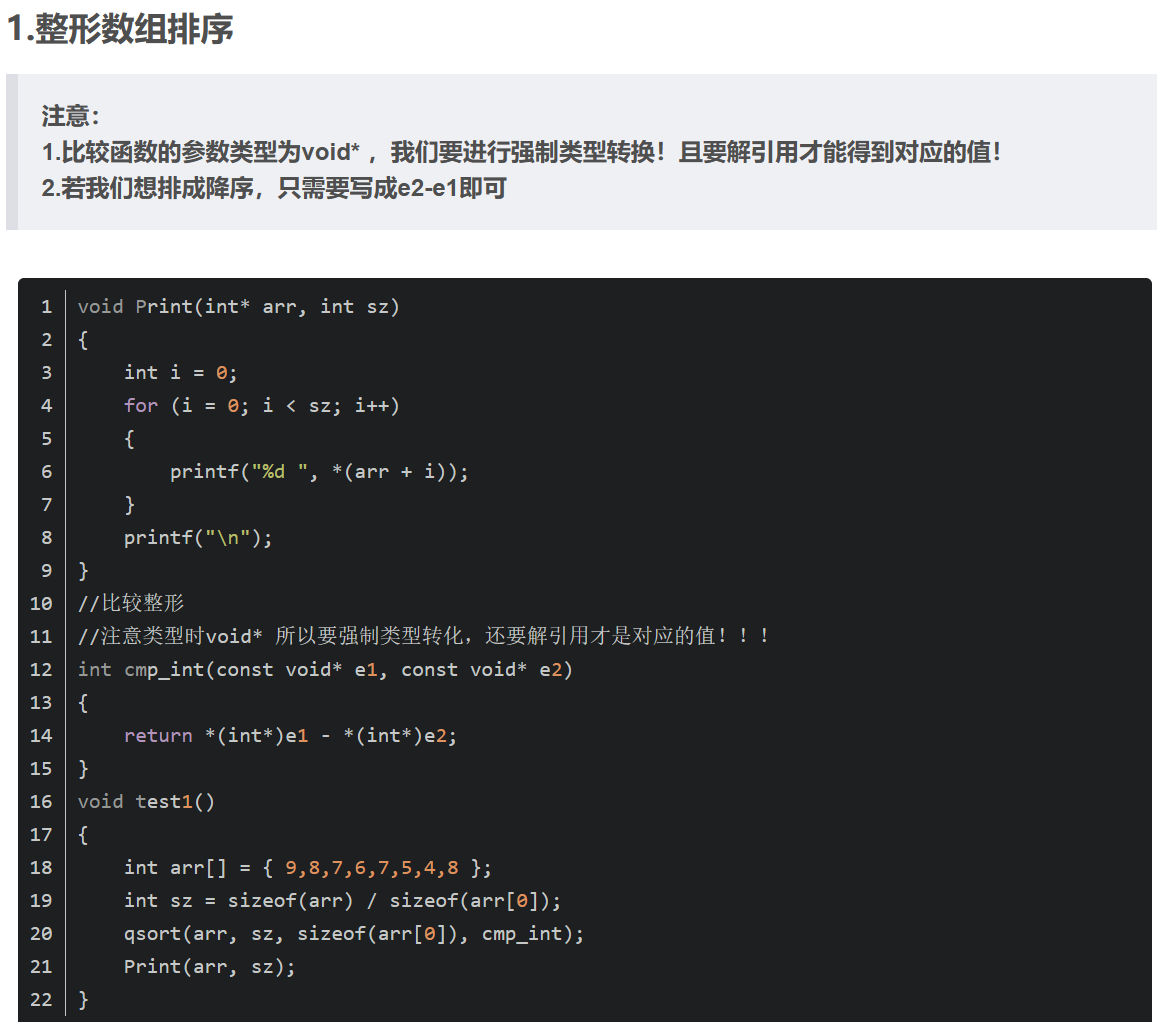 1.整形数组排序
注意：
1.比较函数的参数类型为void* ，我们要进行强制类型转换！且要解引用才能得到对应的值！
2.若我们想排成降序，只需要写成e2-e1即可
1 void Print(int* arr, int sz)
2 {
3     int i = 0;
4     for (i = 0; i < sz; i++)
5     {
6         printf("%d ", *(arr + i));
7     }
8     printf("\n");
9 }
10 //比较整形
11 //注意类型时void* 所以要强制类型转化，还要解引用才是对应的值！！！
12 int cmp_int(const void* e1, const void* e2)
13 {
14     return *(int*)e1 - *(int*)e2;
15 }
16 void test1()
17 {
18     int arr[] = { 9,8,7,6,7,5,4,8 };
19     int sz = sizeof(arr) / sizeof(arr[0]);
20     qsort(arr, sz, sizeof(arr[0]), cmp_int);
21     Print(arr, sz);
22 }